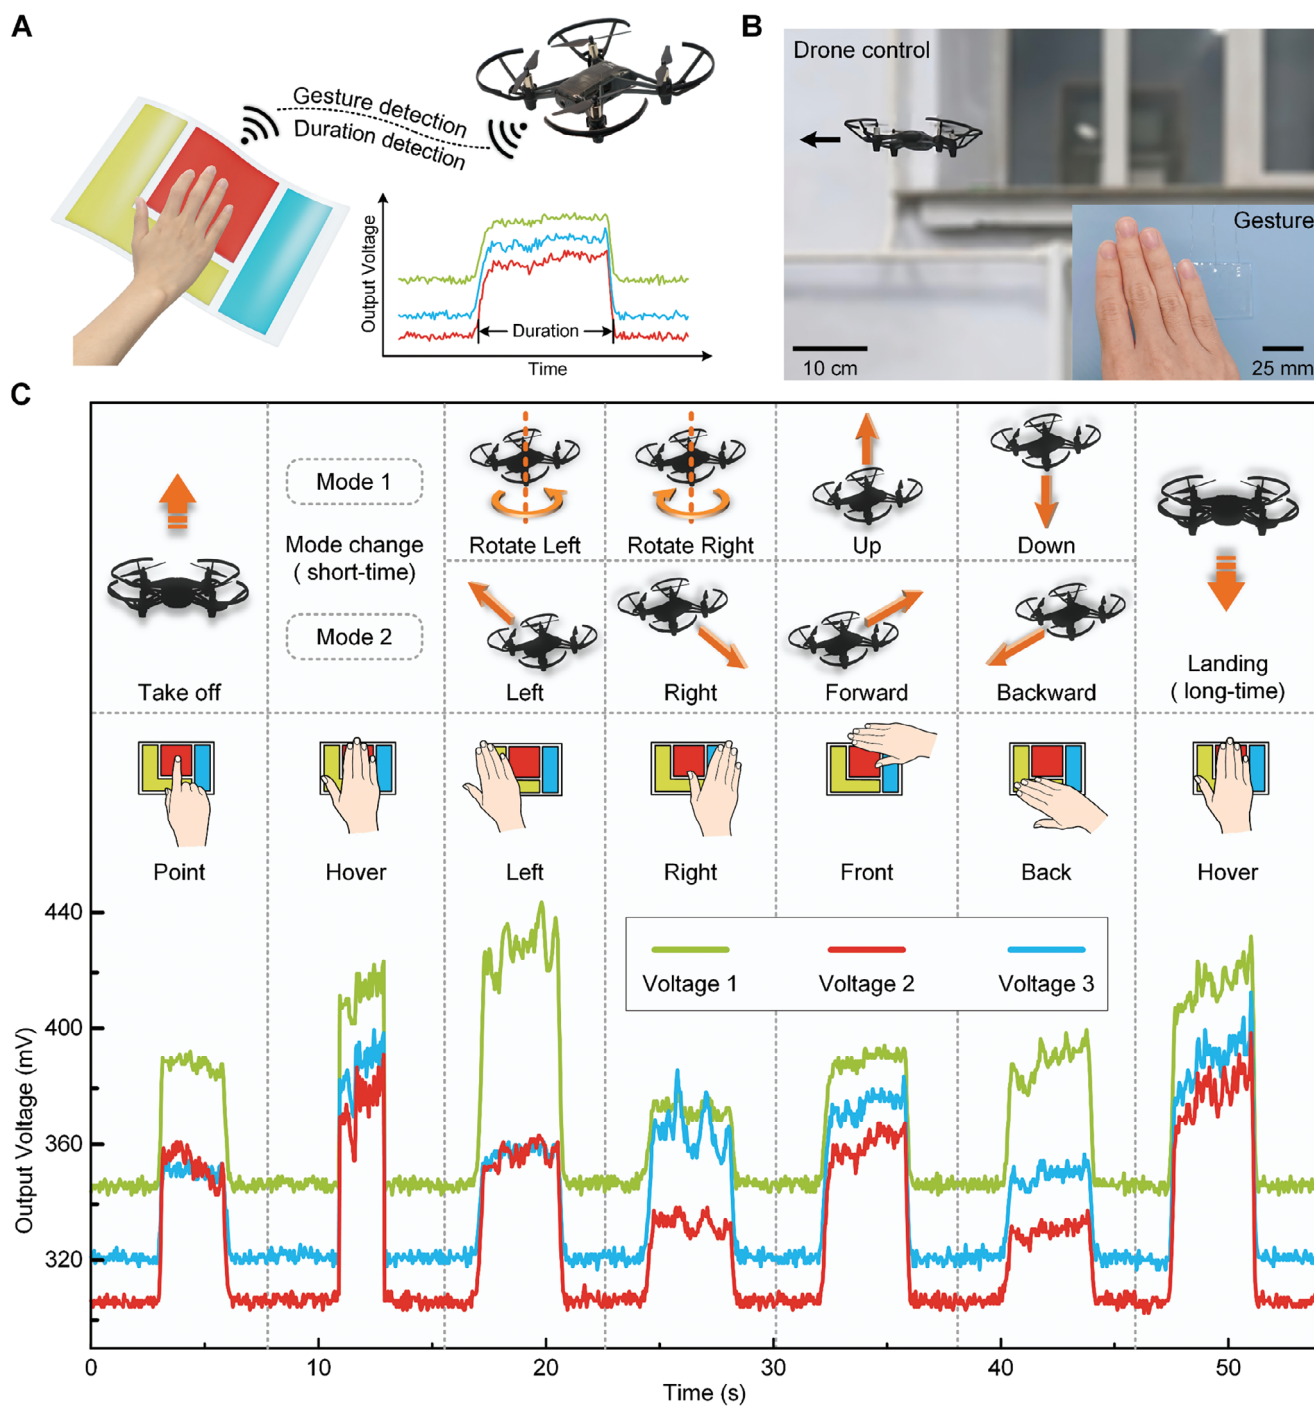 A
Gesture detection
Duration detection
Output Voltage
Duration
Time
B
Drone control
Gesture
10 cm
25 mm
C
Mode 1
Mode change
( short-time)
Mode 2
Take off
Rotate Left
Rotate Right
Up
Down
Left
Right
Forward
Backward
Landing
( long-time)
Point
Hover
Left
Right
Front
Back
Hover
Voltage 1
Voltage 2
Voltage 3
Output Voltage (mV)
440
400
360
320
0
10
20
30
40
50
Time (s)